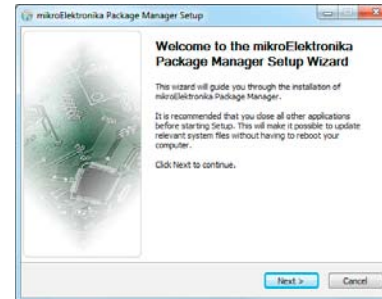 mikroElektronika Package Manager Setup
Welcome to the mikroElektronika
Package Manager Setup Wizard
This wizard will guide you through the installation of
mikroElektronika Package Manager.
It is recommended that you close all other applications
before starting Setup. This will make it possible to update
relevant system files without having to reboot your
computer.
Click Next to continue.
Next >
Cancel